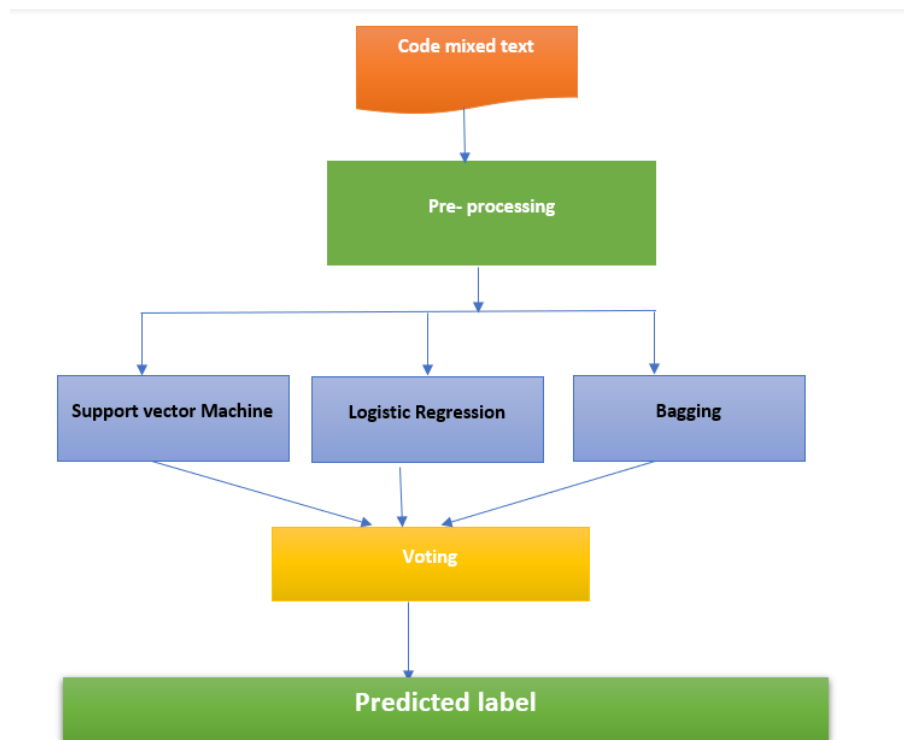 Code mixed text
Pre- processing
Support vector Machine
Logistic Regression
Bagging
Voting
Predicted label